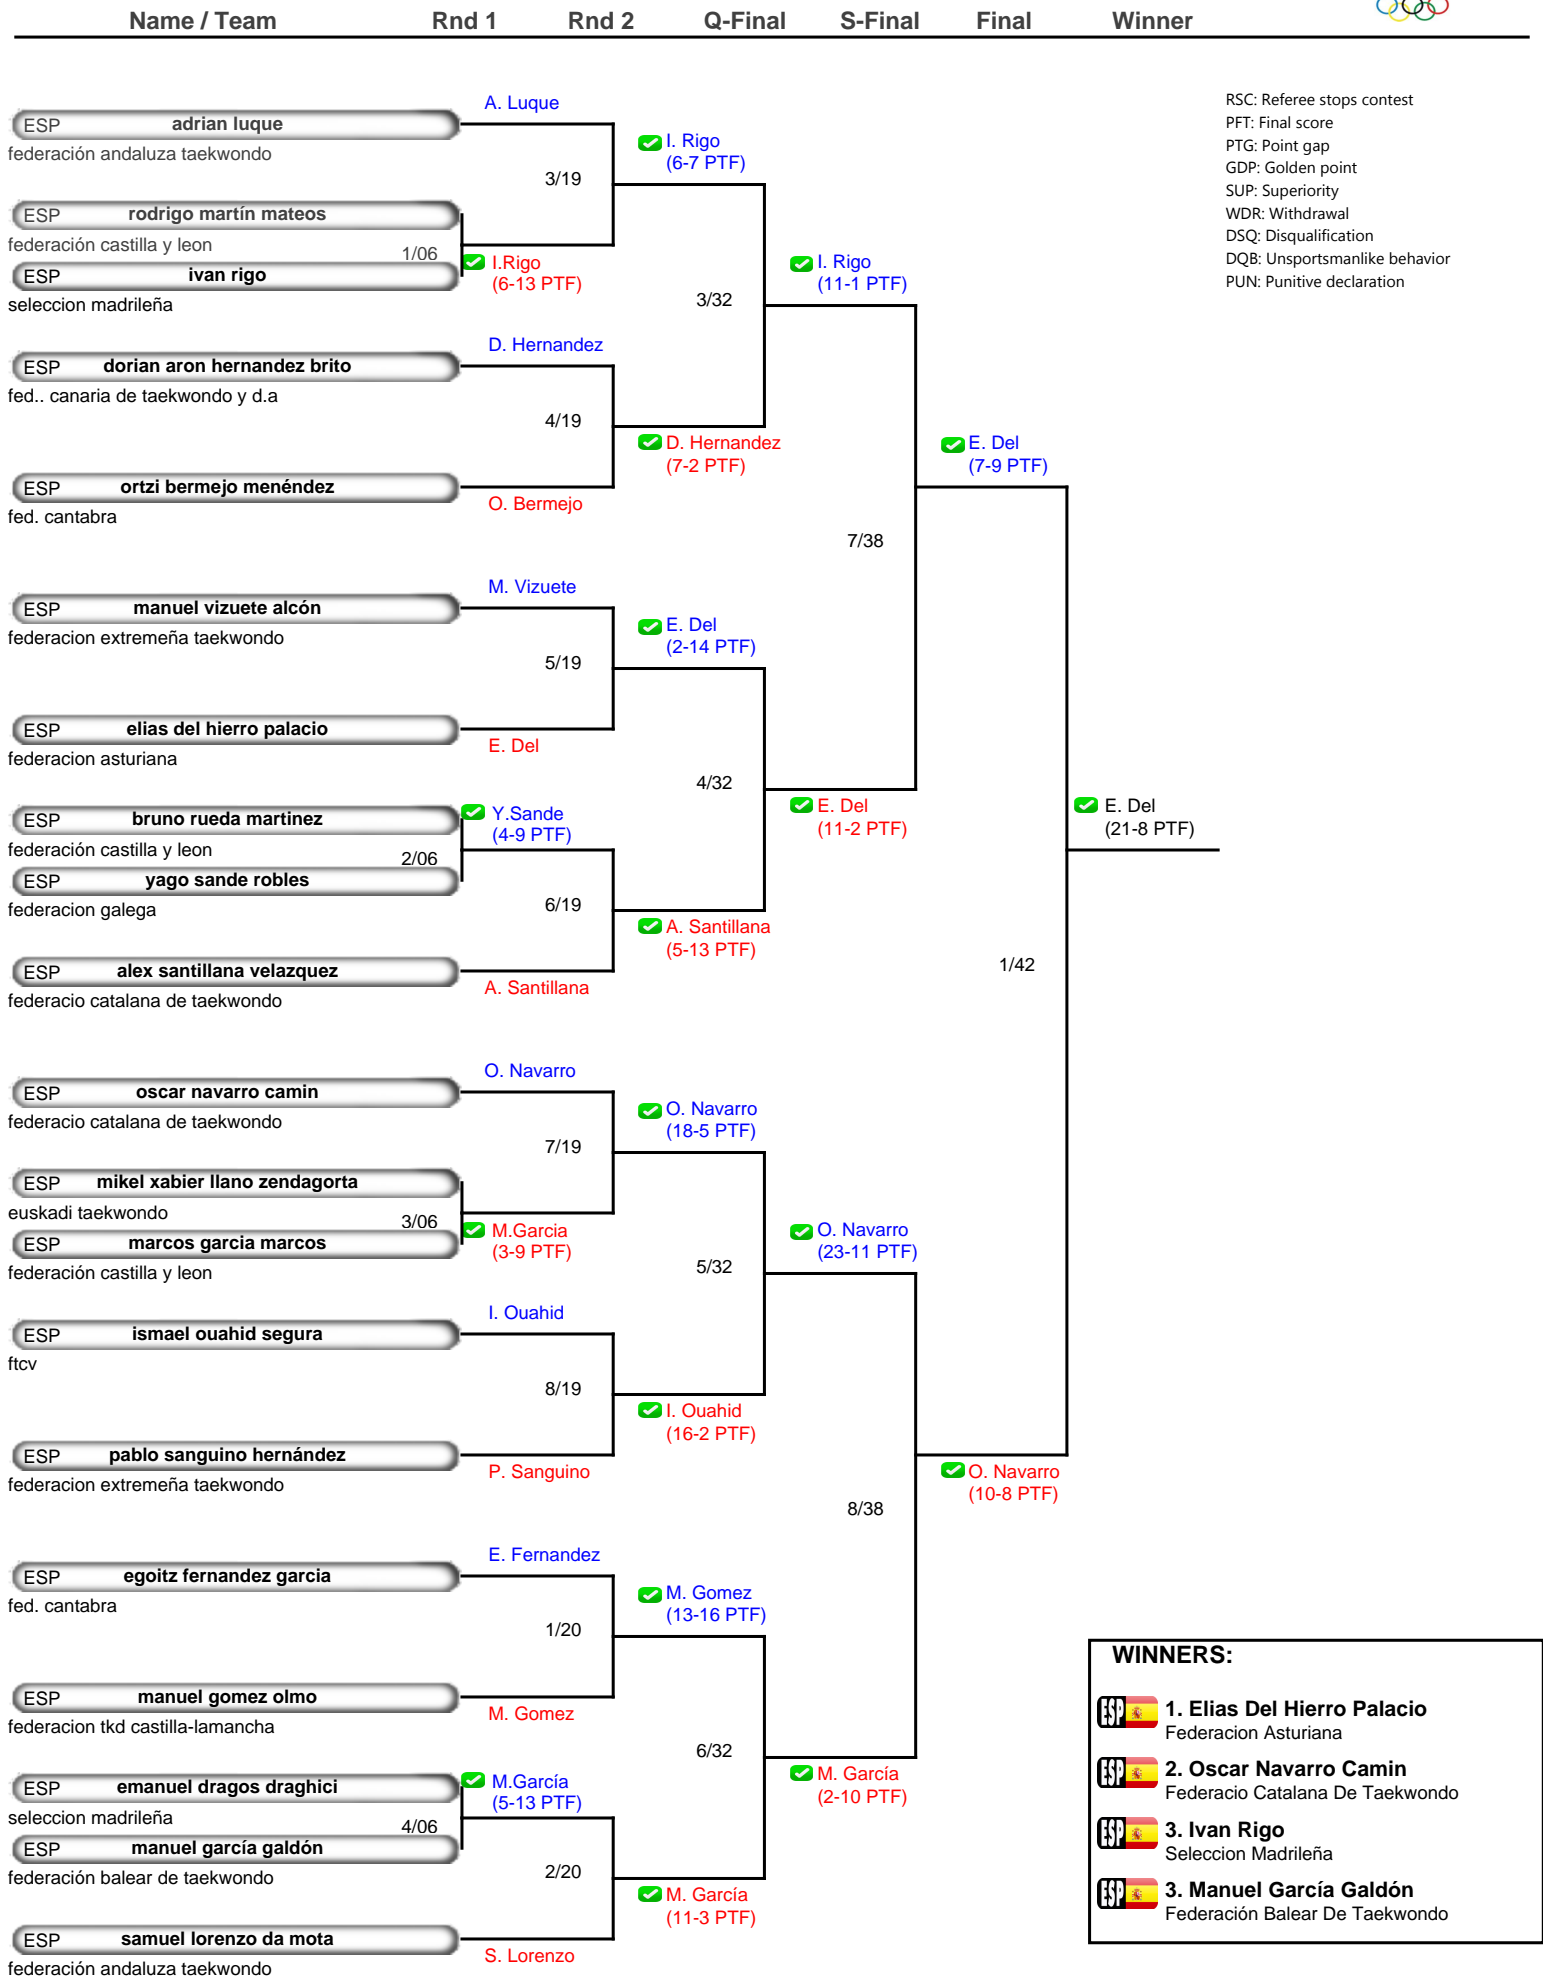 Name / Team Rnd 1 Rnd 2 Q-Final S-Final Final Winner
RSC: Referee stops contest
PFT: Final score
PTG: Point gap
GDP: Golden point
SUP: Superiority
WDR: Withdrawal
DSQ: Disqualification
DQB: Unsportsmanlike behavior
PUN: Punitive declaration
A. Luque
ESP adrian luque
federación andaluza taekwondo
I. Rigo
(6-7 PTF)
3/19
ESP rodrigo martín mateos
federación castilla y leon
1/06
ESP ivan rigo
seleccion madrileña
I.Rigo
(6-13 PTF)
I. Rigo
(11-1 PTF)
3/32
D. Hernandez
ESP dorian aron hernandez brito
fed.. canaria de taekwondo y d.a
4/19
D. Hernandez
(7-2 PTF)
E. Del
(7-9 PTF)
ESP ortzi bermejo menéndez
fed. cantabra
O. Bermejo
7/38
M. Vizuete
ESP manuel vizuete alcón
federacion extremeña taekwondo
E. Del
(2-14 PTF)
5/19
ESP elias del hierro palacio
federacion asturiana
E. Del
4/32
ESP bruno rueda martinez
federación castilla y leon
Y.Sande
(4-9 PTF)
E. Del
(11-2 PTF)
E. Del
(21-8 PTF)
2/06
ESP yago sande robles
federacion galega
6/19
A. Santillana
(5-13 PTF)
ESP alex santillana velazquez
federacio catalana de taekwondo
A. Santillana
1/42
O. Navarro
ESP oscar navarro camin
federacio catalana de taekwondo
O. Navarro
(18-5 PTF)
7/19
ESP mikel xabier llano zendagorta
euskadi taekwondo
3/06
ESP marcos garcia marcos
federación castilla y leon
M.Garcia
(3-9 PTF)
O. Navarro
(23-11 PTF)
5/32
I. Ouahid
ESP ismael ouahid segura
ftcv
8/19
I. Ouahid
(16-2 PTF)
ESP pablo sanguino hernández
federacion extremeña taekwondo
P. Sanguino
O. Navarro
(10-8 PTF)
8/38
E. Fernandez
ESP egoitz fernandez garcia
fed. cantabra
M. Gomez
(13-16 PTF)
1/20
ESP manuel gomez olmo
federacion tkd castilla-lamancha
M. Gomez
6/32
ESP emanuel dragos draghici
seleccion madrileña
M.García
(5-13 PTF)
M. García
(2-10 PTF)
4/06
ESP manuel garcía galdón
federación balear de taekwondo
2/20
M. García
(11-3 PTF)
ESP samuel lorenzo da mota
federación andaluza taekwondo
S. Lorenzo
WINNERS:
ESP 1. Elias Del Hierro Palacio
Federacion Asturiana
ESP 2. Oscar Navarro Camin
Federacio Catalana De Taekwondo
ESP 3. Ivan Rigo
Seleccion Madrileña
ESP 3. Manuel García Galdón
Federación Balear De Taekwondo